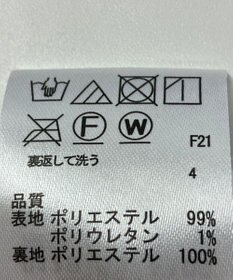 F W F21
裏返して洗う 4
品質
表地 ポリエステル 99%
ポリウレタン 1%
裏地 ポリエステル 100%